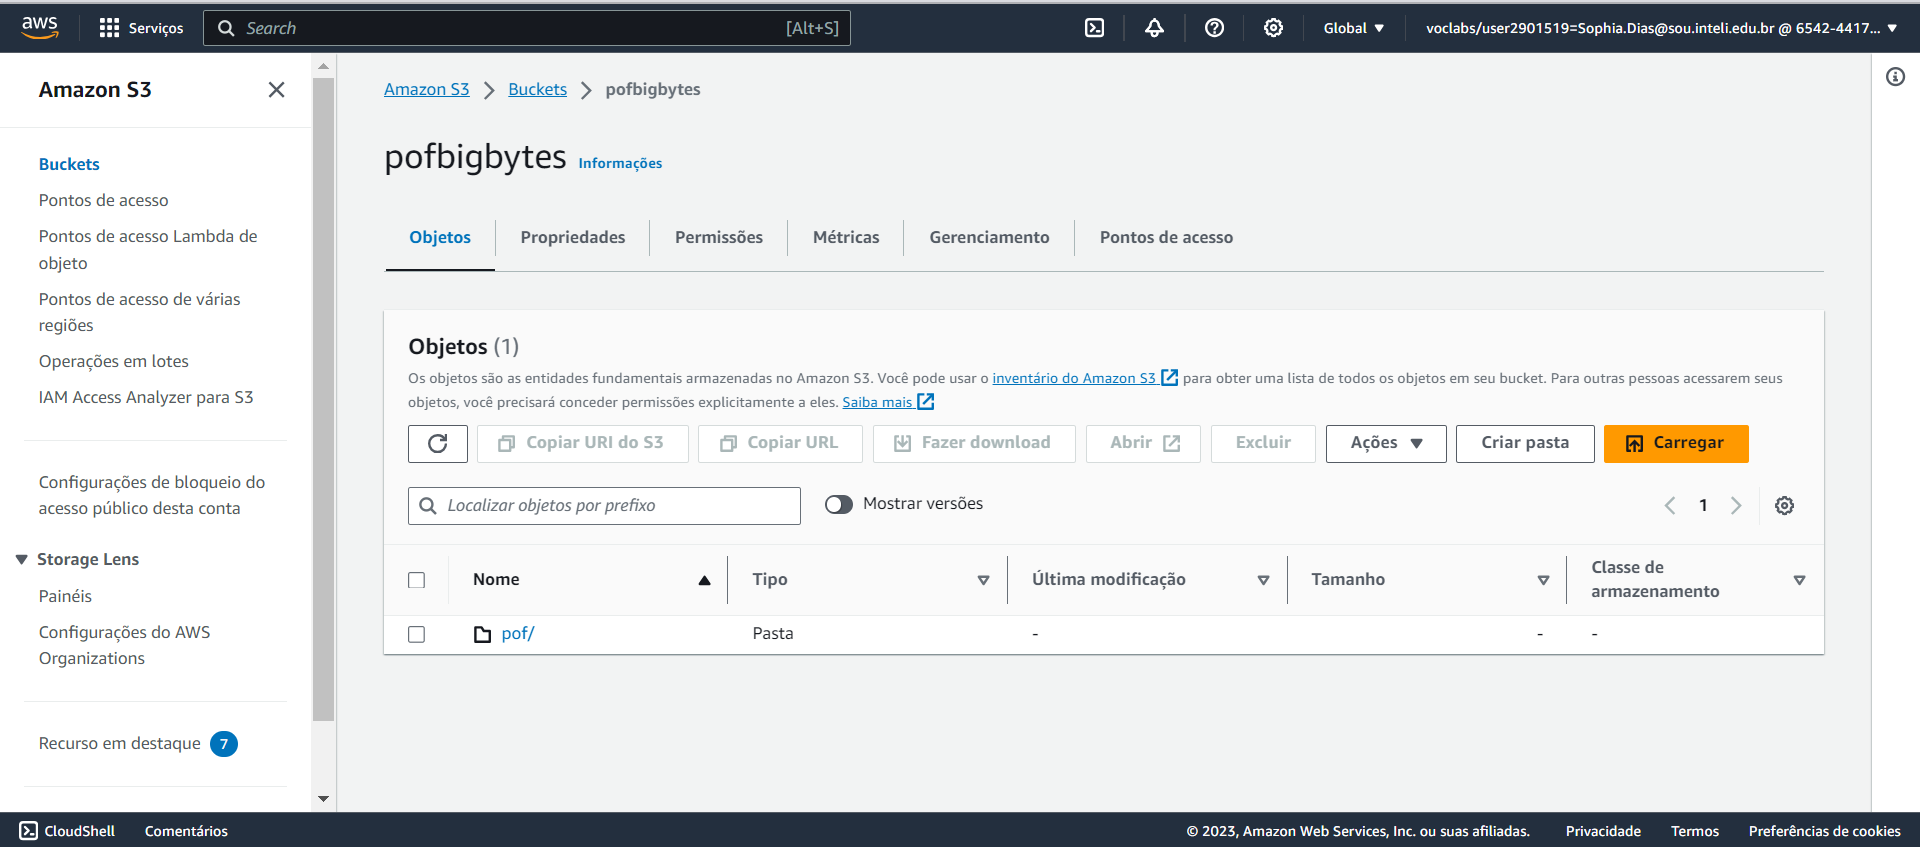 aws
Serviços
Search
[Alt+S]
Global
voclabs/user2901519=Sophia.Dias@sou.inteli.edu.br @ 6542-4417...
Amazon S3
Buckets
Pontos de acesso
Pontos de acesso Lambda de
objeto
Pontos de acesso de várias
regiões
Operações em lotes
IAM Access Analyzer para S3
Configurações de bloqueio do
acesso público desta conta
Storage Lens
Painéis
Configurações do AWS
Organizations
Recurso em destaque 7
Amazon S3 > Buckets > pofbigbytes
pofbigbytes Informações
Objetos
Propriedades
Permissões
Métricas
Gerenciamento
Pontos de acesso
Objetos (1)
Os objetos são as entidades fundamentais armazenadas no Amazon S3. Você pode usar o inventário do Amazon S3 para obter uma lista de todos os objetos em seu bucket. Para outras pessoas acessarem seus
objetos, você precisará conceder permissões explicitamente a eles. Saiba mais
Copiar URI do S3
Copiar URL
Fazer download
Abrir
Excluir
Ações
Criar pasta
Carregar
Localizar objetos por prefixo
Mostrar versões
1
Nome
Tipo
Última modificação
Tamanho
Classe de
armazenamento
pof/
Pasta
-
-
-
CloudShell
Comentários
© 2023, Amazon Web Services, Inc. ou suas afiliadas.
Privacidade
Termos
Preferências de cookies